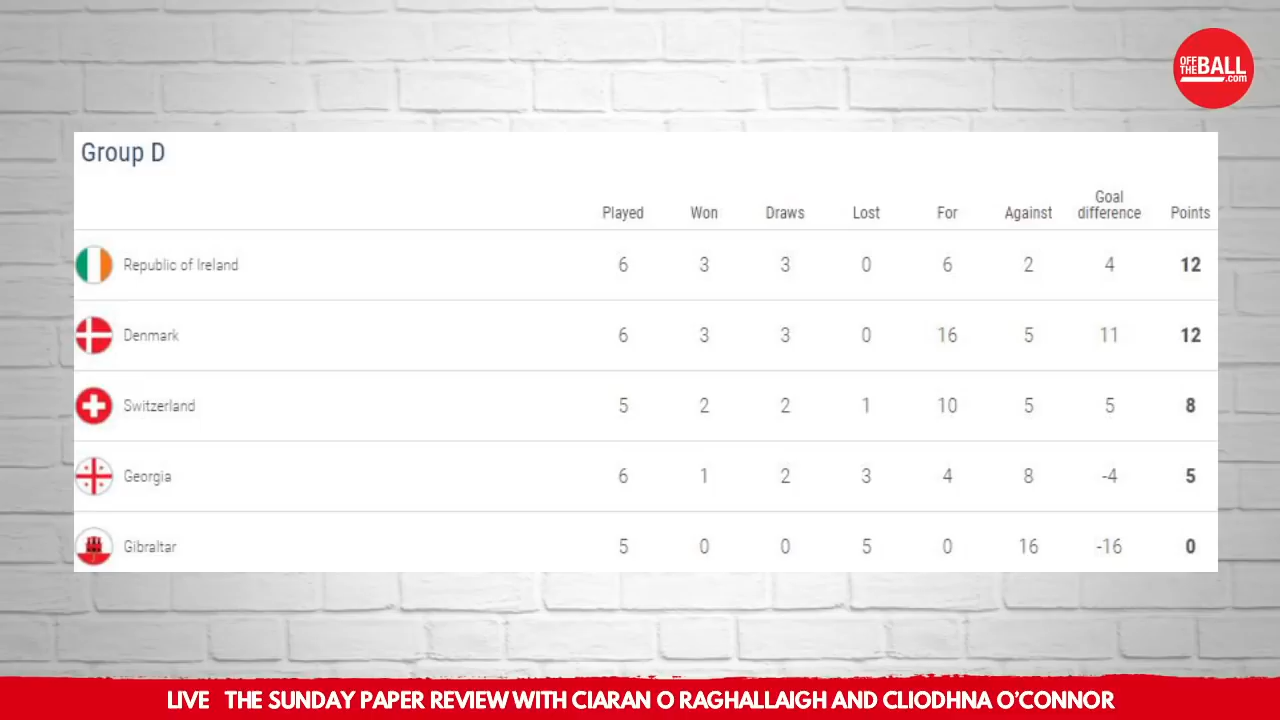 OFF
THE BALL
.com
Group D
Played Won Draws Lost For Against Goal difference Points
Republic of Ireland 6 3 3 0 6 2 4 12
Denmark 6 3 3 0 16 5 11 12
Switzerland 5 2 2 1 10 5 5 8
Georgia 6 1 2 3 4 8 -4 5
Gibraltar 5 0 0 5 0 16 -16 0
LIVE THE SUNDAY PAPER REVIEW WITH CIARAN O RAGHALLAIGH AND CLIODHNA O'CONNOR